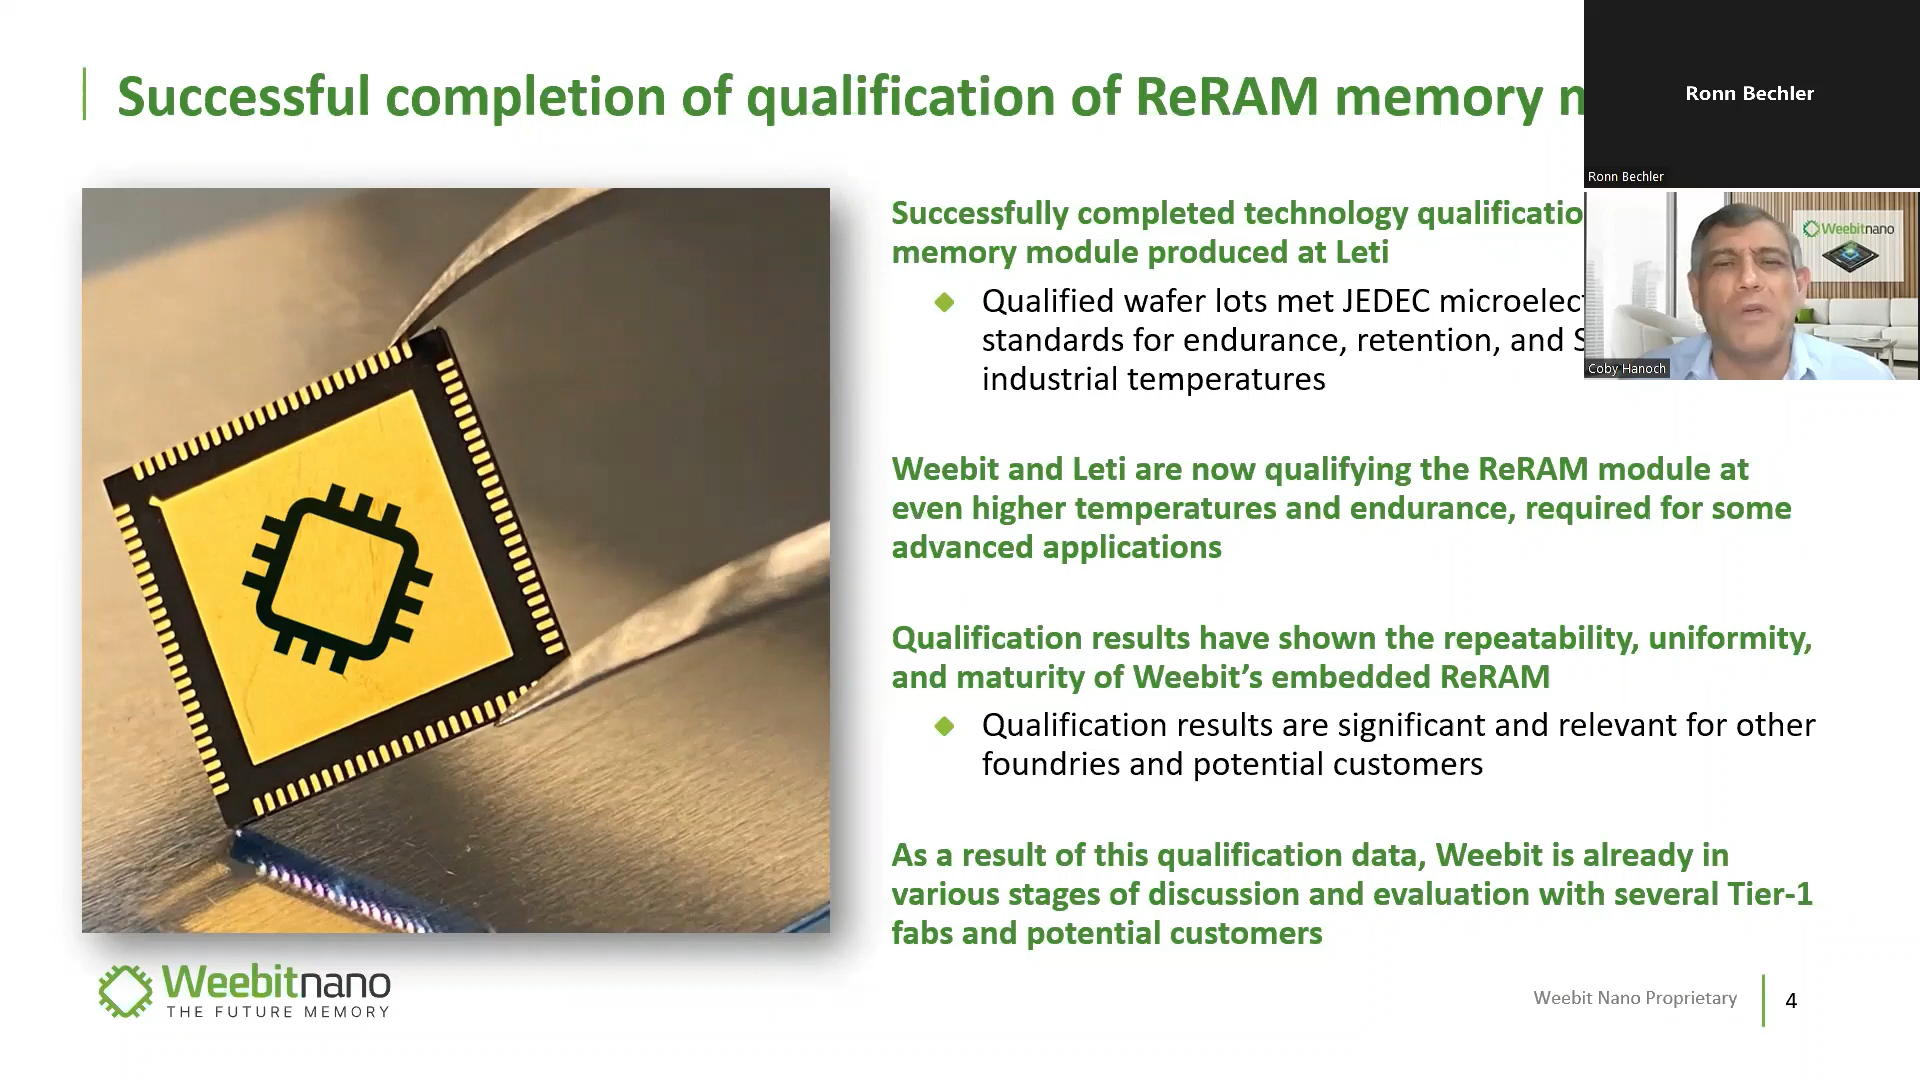 Successful completion of qualification of ReRAM memory
Ronn Bechler
Ronn Bechler
Successfully completed technology
memory module produced at Leti
Qualified wafer lots met JEDEC
standards for endurance, retention, and
industrial temperatures
Weebitnano
Coby Hanoch
Weebit and Leti are now qualifying the ReRAM module at
even higher temperatures and endurance, required for some
advanced applications
Qualification results have shown the repeatability, uniformity,
and maturity of Weebit’s embedded ReRAM
Qualification results are significant and relevant for other
foundries and potential customers
As a result of this qualification data, Weebit is already in
various stages of discussion and evaluation with several Tier-1
fabs and potential customers
Weebitnano
THE FUTURE MEMORY
Weebit Nano Proprietary
4